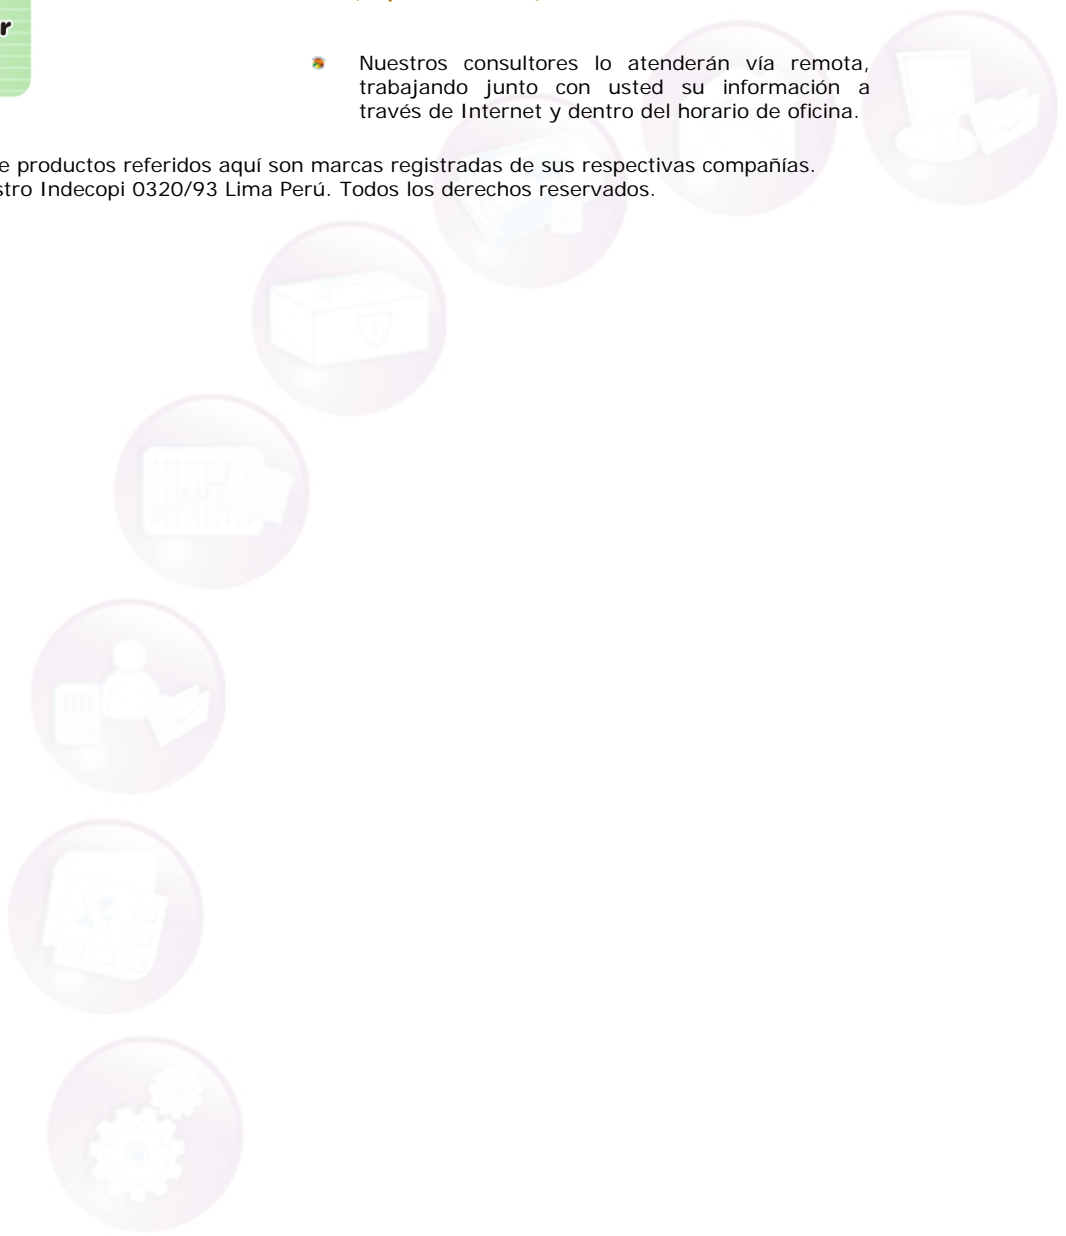 r
Nuestros consultores lo atenderán vía remota,
trabajando junto con usted su información a
través de Internet y dentro del horario de oficina.
e productos referidos aquí son marcas registradas de sus respectivas compañías.
stro Indecopi 0320/93 Lima Perú. Todos los derechos reservados.